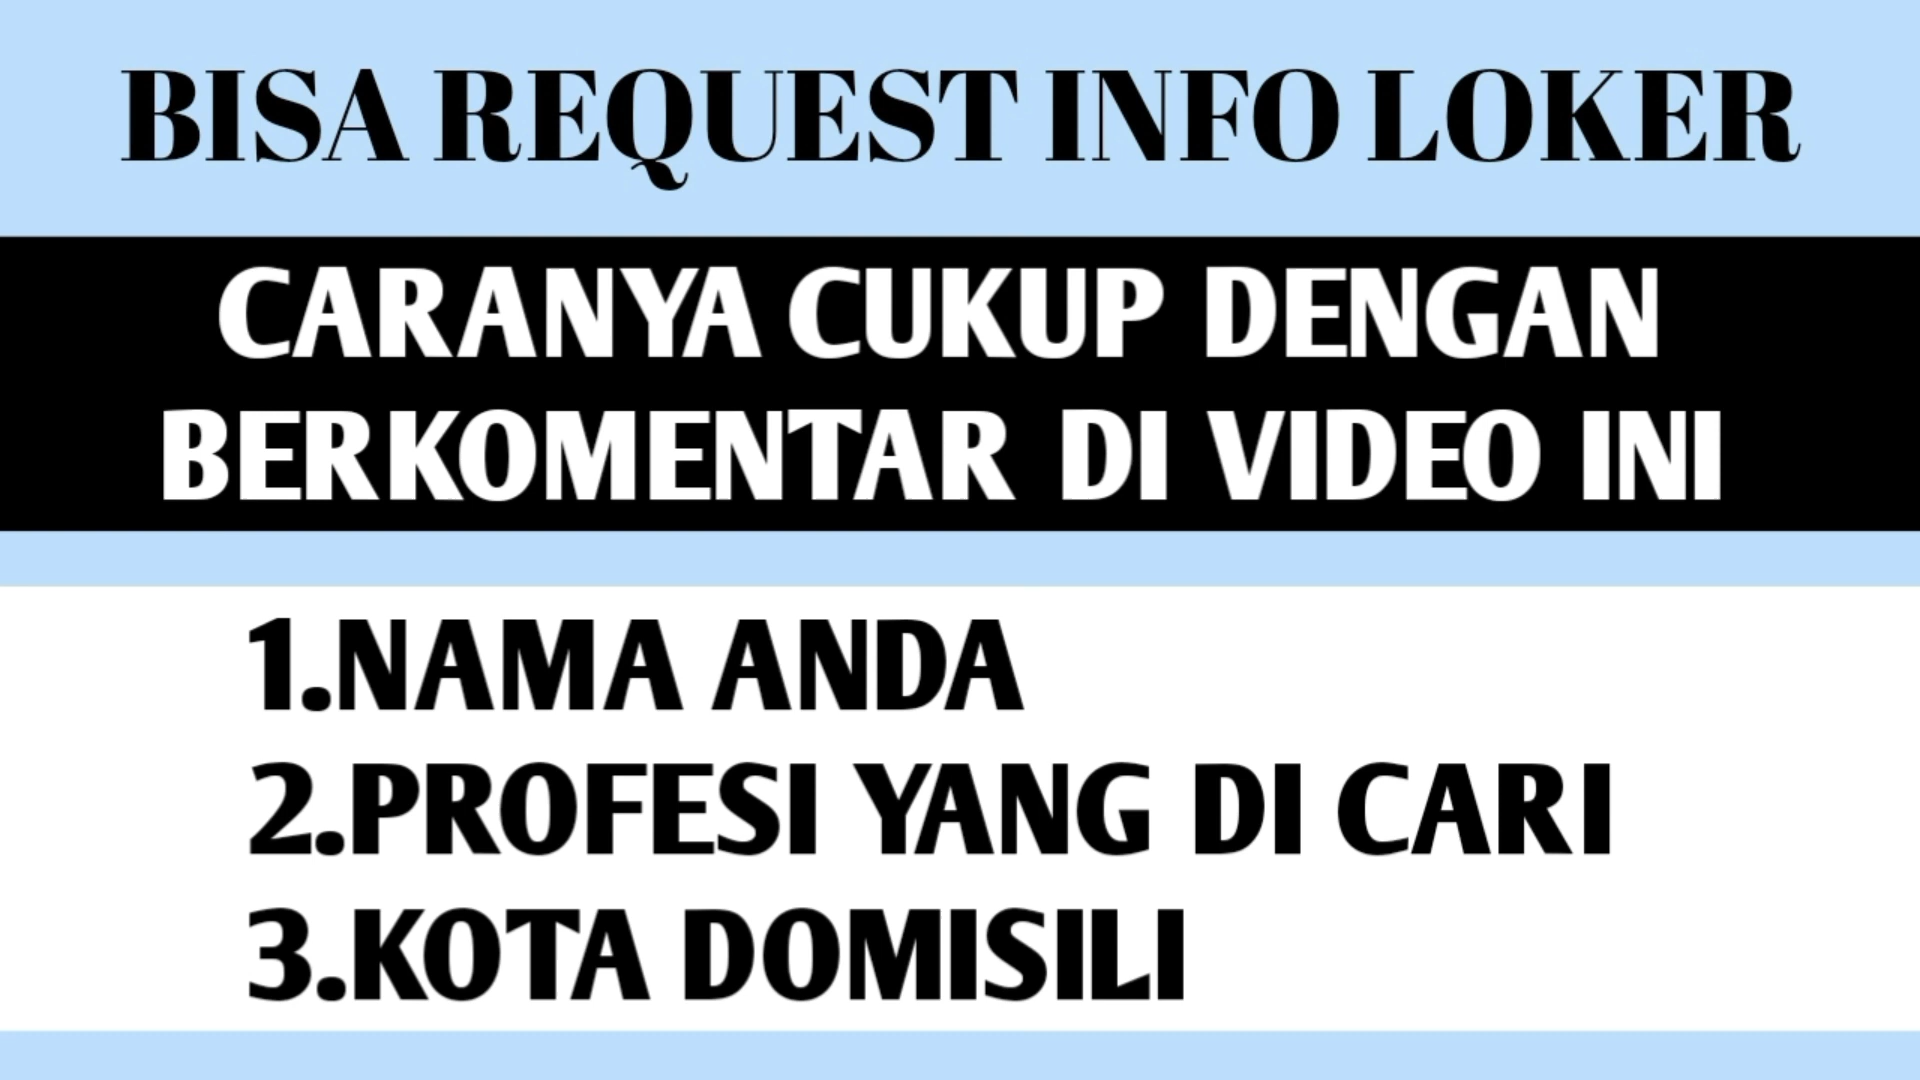 BISA REQUEST INFO LOKER
CARANYA CUKUP DENGAN
BERKOMENTAR DI VIDEO INI
1.NAMA ANDA
2.PROFESI YANG DI CARI
3.KOTA DOMISILI